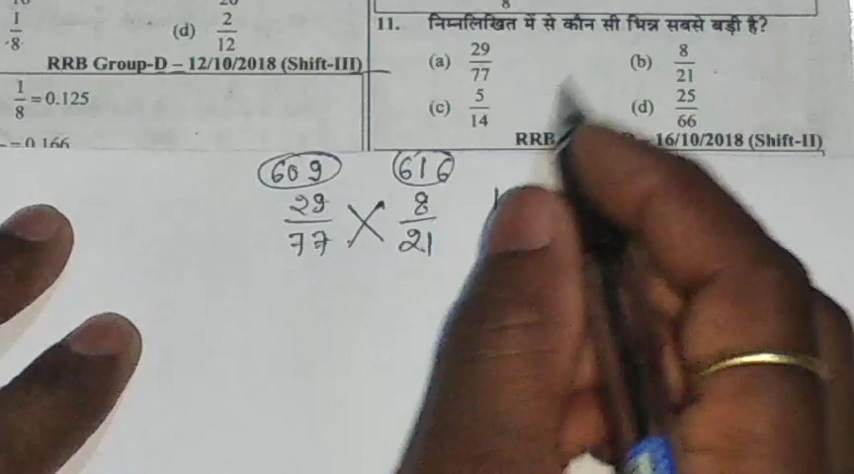 1/8
(d) 2/12
RRB Group-D – 12/10/2018 (Shift-III)
1/8 = 0.125
= 0.166
11. निम्नलिखित में से कौन सी भिन्न सबसे बड़ी है?
(a) 29/77 (b) 8/21
(c) 5/14 (d) 25/66
RRB – 16/10/2018 (Shift-II)
609 616
29/77 × 8/21